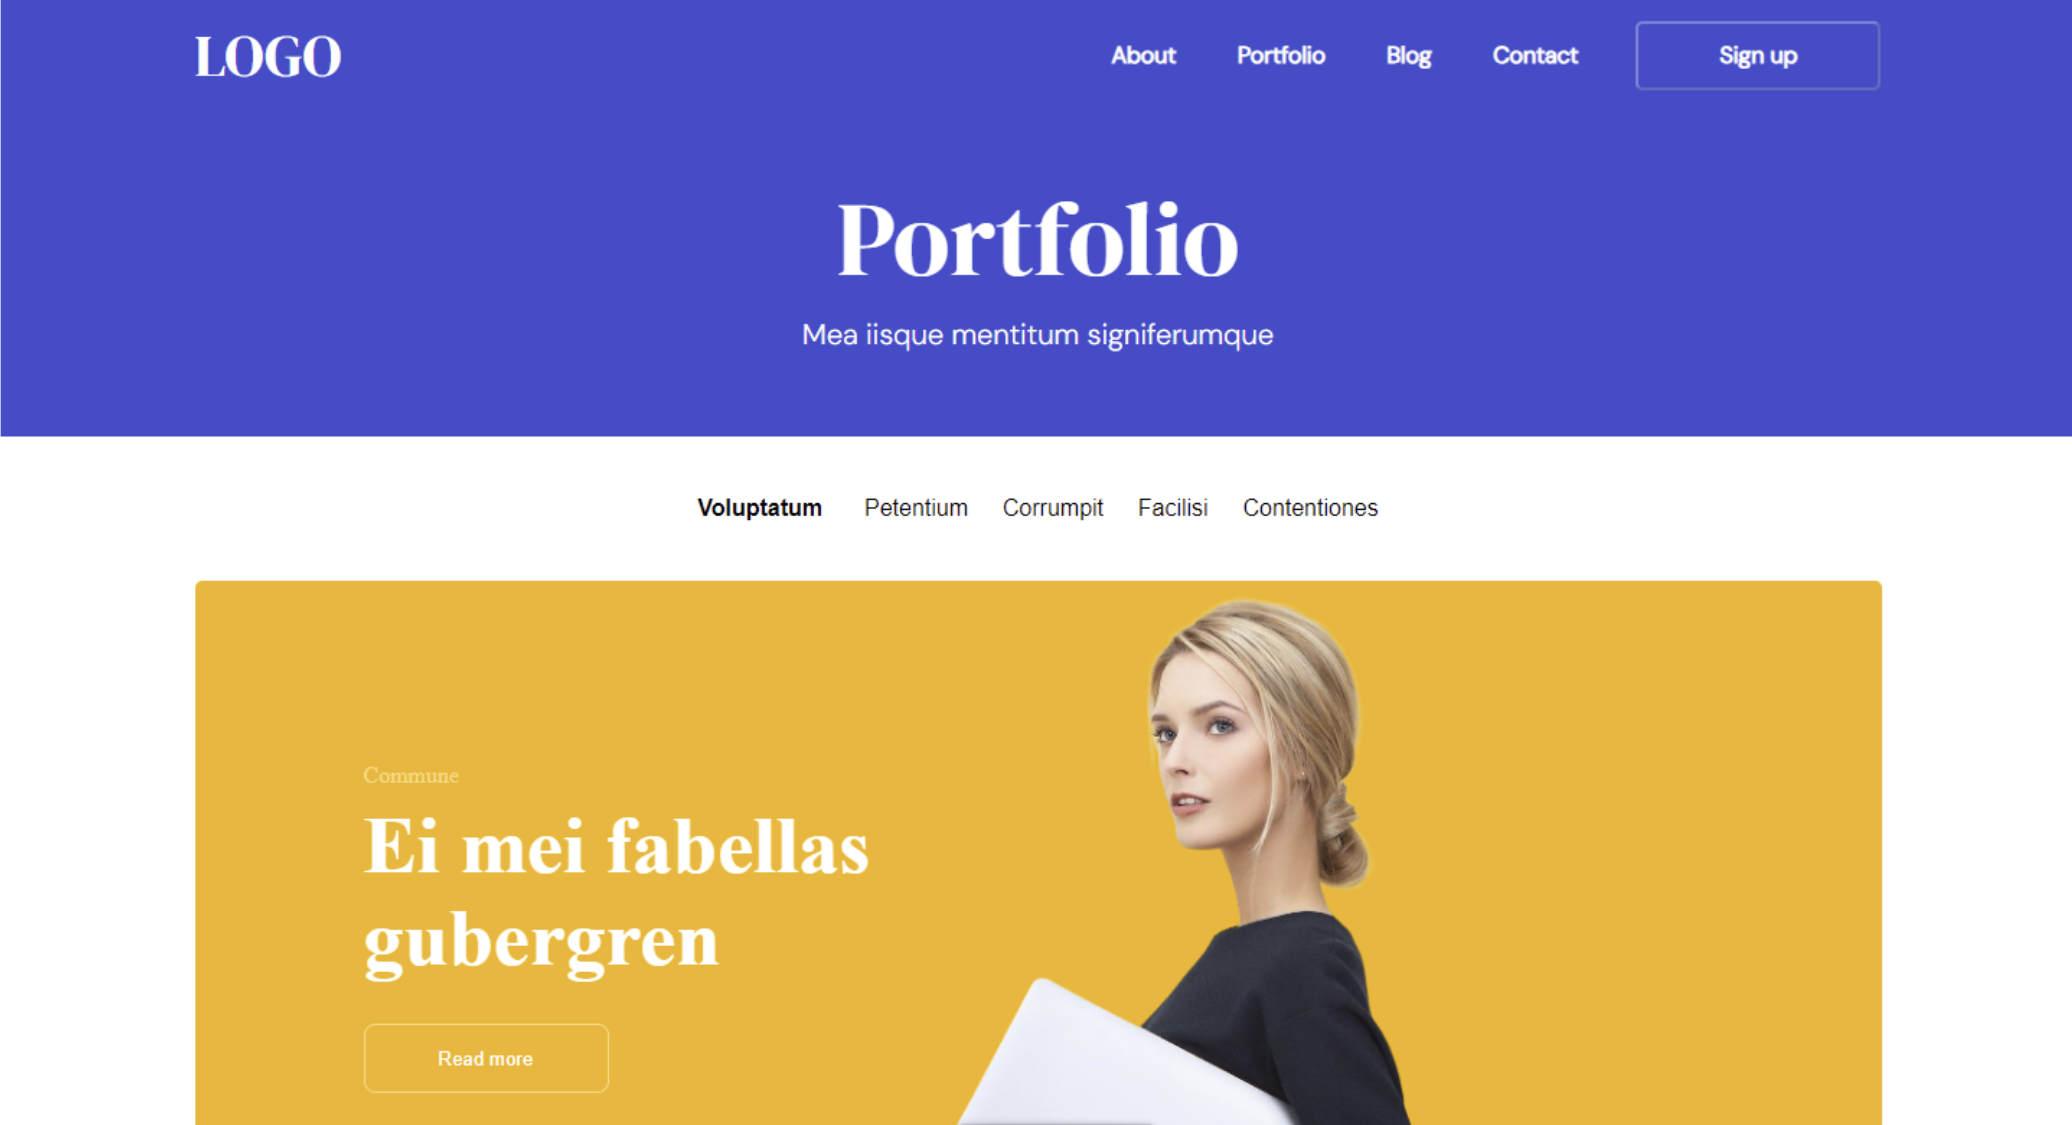 LOGO
About Portfolio Blog Contact Sign up
Portfolio
Mea iisque mentitum signiferumque
Voluptatum Petentium Corrumpit Facilisi Contentiones
Commune
Ei mei fabellas
gubergren
Read more